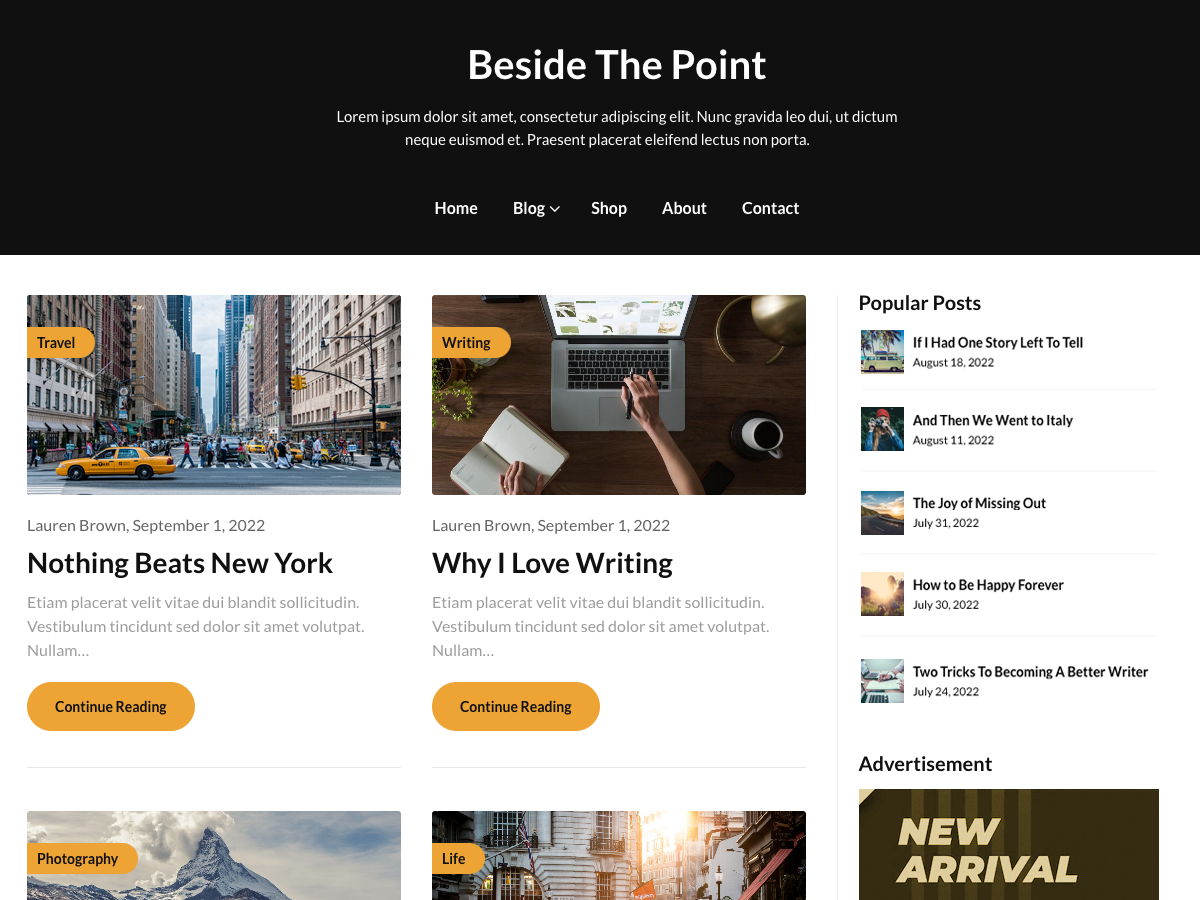 Beside The Point
Lorem ipsum dolor sit amet, consectetur adipiscing elit. Nunc gravida leo dui, ut dictum
neque euismod et. Praesent placerat eleifend lectus non porta.
Home Blog Shop About Contact
Travel
Lauren Brown, September 1, 2022
Nothing Beats New York
Etiam placerat velit vitae dui blandit sollicitudin.
Vestibulum tincidunt sed dolor sit amet volutpat.
Nullam...
Continue Reading
Writing
Lauren Brown, September 1, 2022
Why I Love Writing
Etiam placerat velit vitae dui blandit sollicitudin.
Vestibulum tincidunt sed dolor sit amet volutpat.
Nullam...
Continue Reading
Photography
Life
Popular Posts
If I Had One Story Left To Tell
August 18, 2022
And Then We Went to Italy
August 11, 2022
The Joy of Missing Out
July 31, 2022
How to Be Happy Forever
July 30, 2022
Two Tricks To Becoming A Better Writer
July 24, 2022
Advertisement
NEW
ARRIVAL